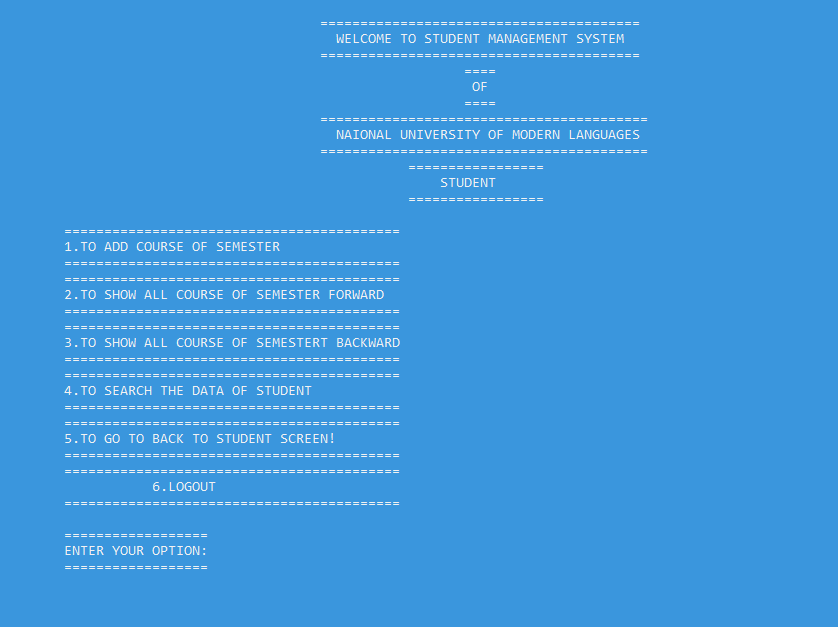 ========================================
WELCOME TO STUDENT MANAGEMENT SYSTEM
========================================
====
OF
====
=========================================
NAIONAL UNIVERSITY OF MODERN LANGUAGES
=========================================
=================
STUDENT
=================
==========================================
1.TO ADD COURSE OF SEMESTER
==========================================
==========================================
2.TO SHOW ALL COURSE OF SEMESTER FORWARD
==========================================
==========================================
3.TO SHOW ALL COURSE OF SEMESTERT BACKWARD
==========================================
==========================================
4.TO SEARCH THE DATA OF STUDENT
==========================================
==========================================
5.TO GO TO BACK TO STUDENT SCREEN!
==========================================
==========================================
6.LOGOUT
==========================================
==================
ENTER YOUR OPTION:
==================